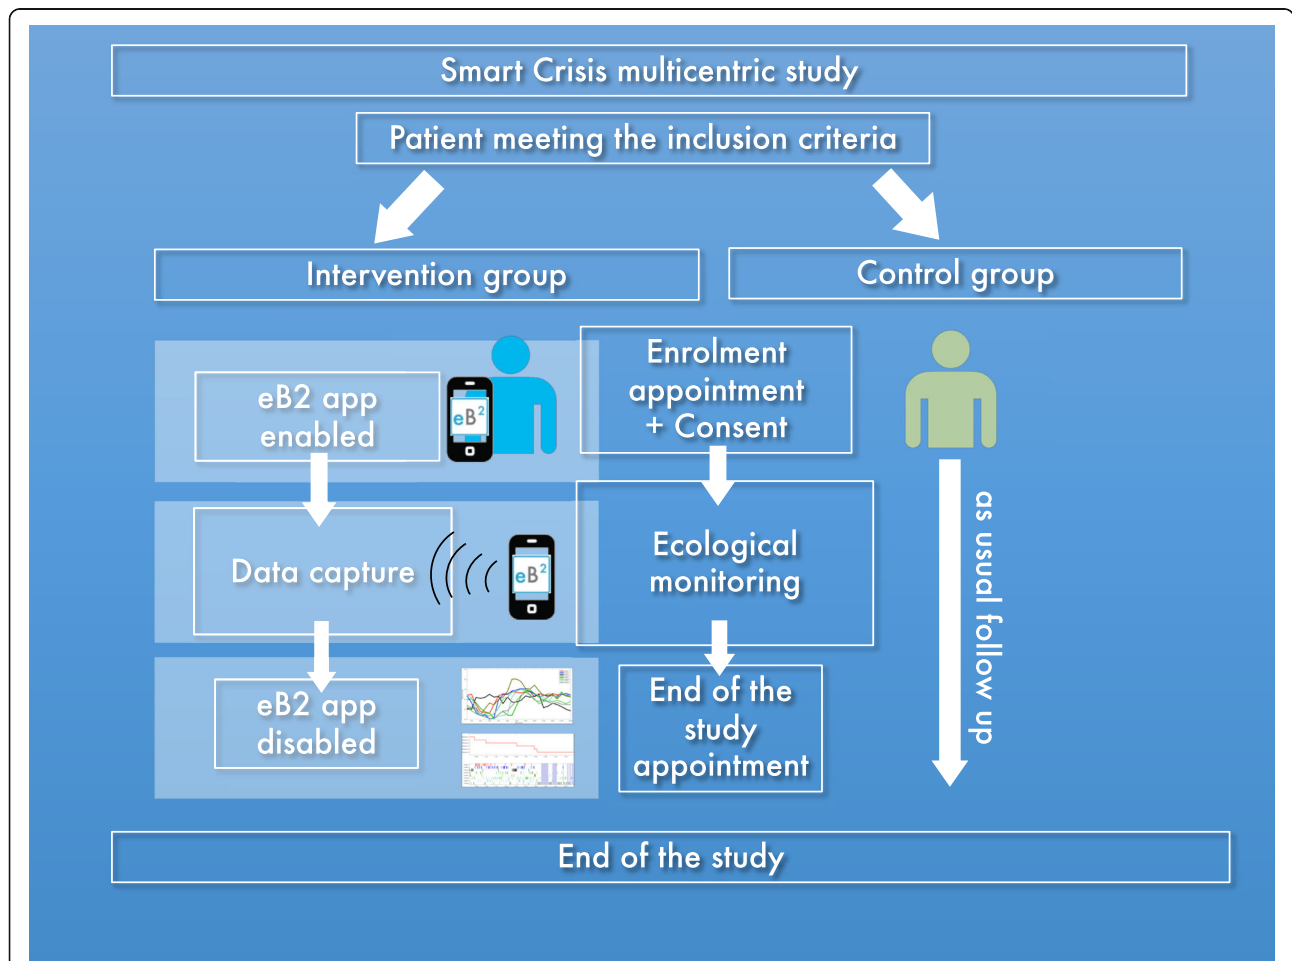 Smart Crisis multicentric study
Patient meeting the inclusion criteria
Intervention group
Control group
eB2 app
enabled
eB²
Enrolment
appointment
+ Consent
Data capture
eB²
Ecological
monitoring
as usual follow up
eB2 app
disabled
End of the
study
appointment
End of the study